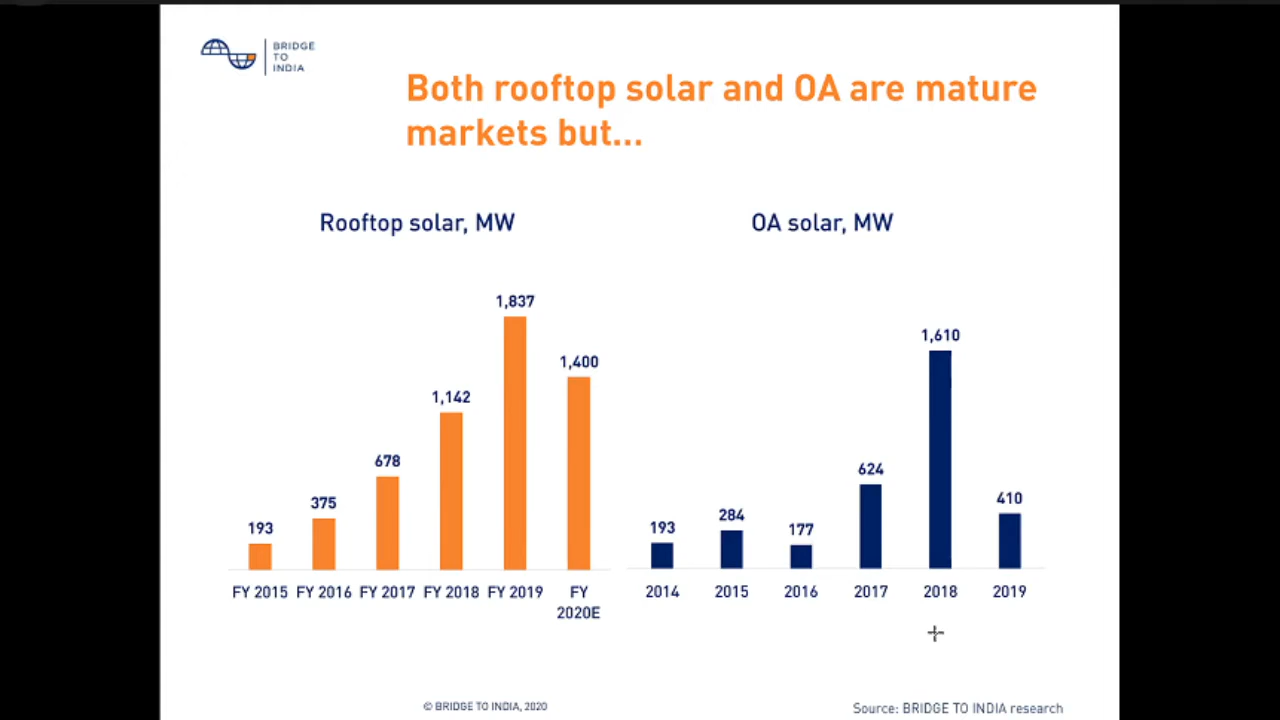 BRIDGE
TO
INDIA
Both rooftop solar and OA are mature
markets but...
Rooftop solar, MW
193
375
678
1,142
1,837
1,400
FY 2015 FY 2016 FY 2017 FY 2018 FY 2019 FY
2020E
OA solar, MW
193
284
177
624
1,610
410
2014 2015 2016 2017 2018 2019
© BRIDGE TO INDIA, 2020
Source: BRIDGE TO INDIA research